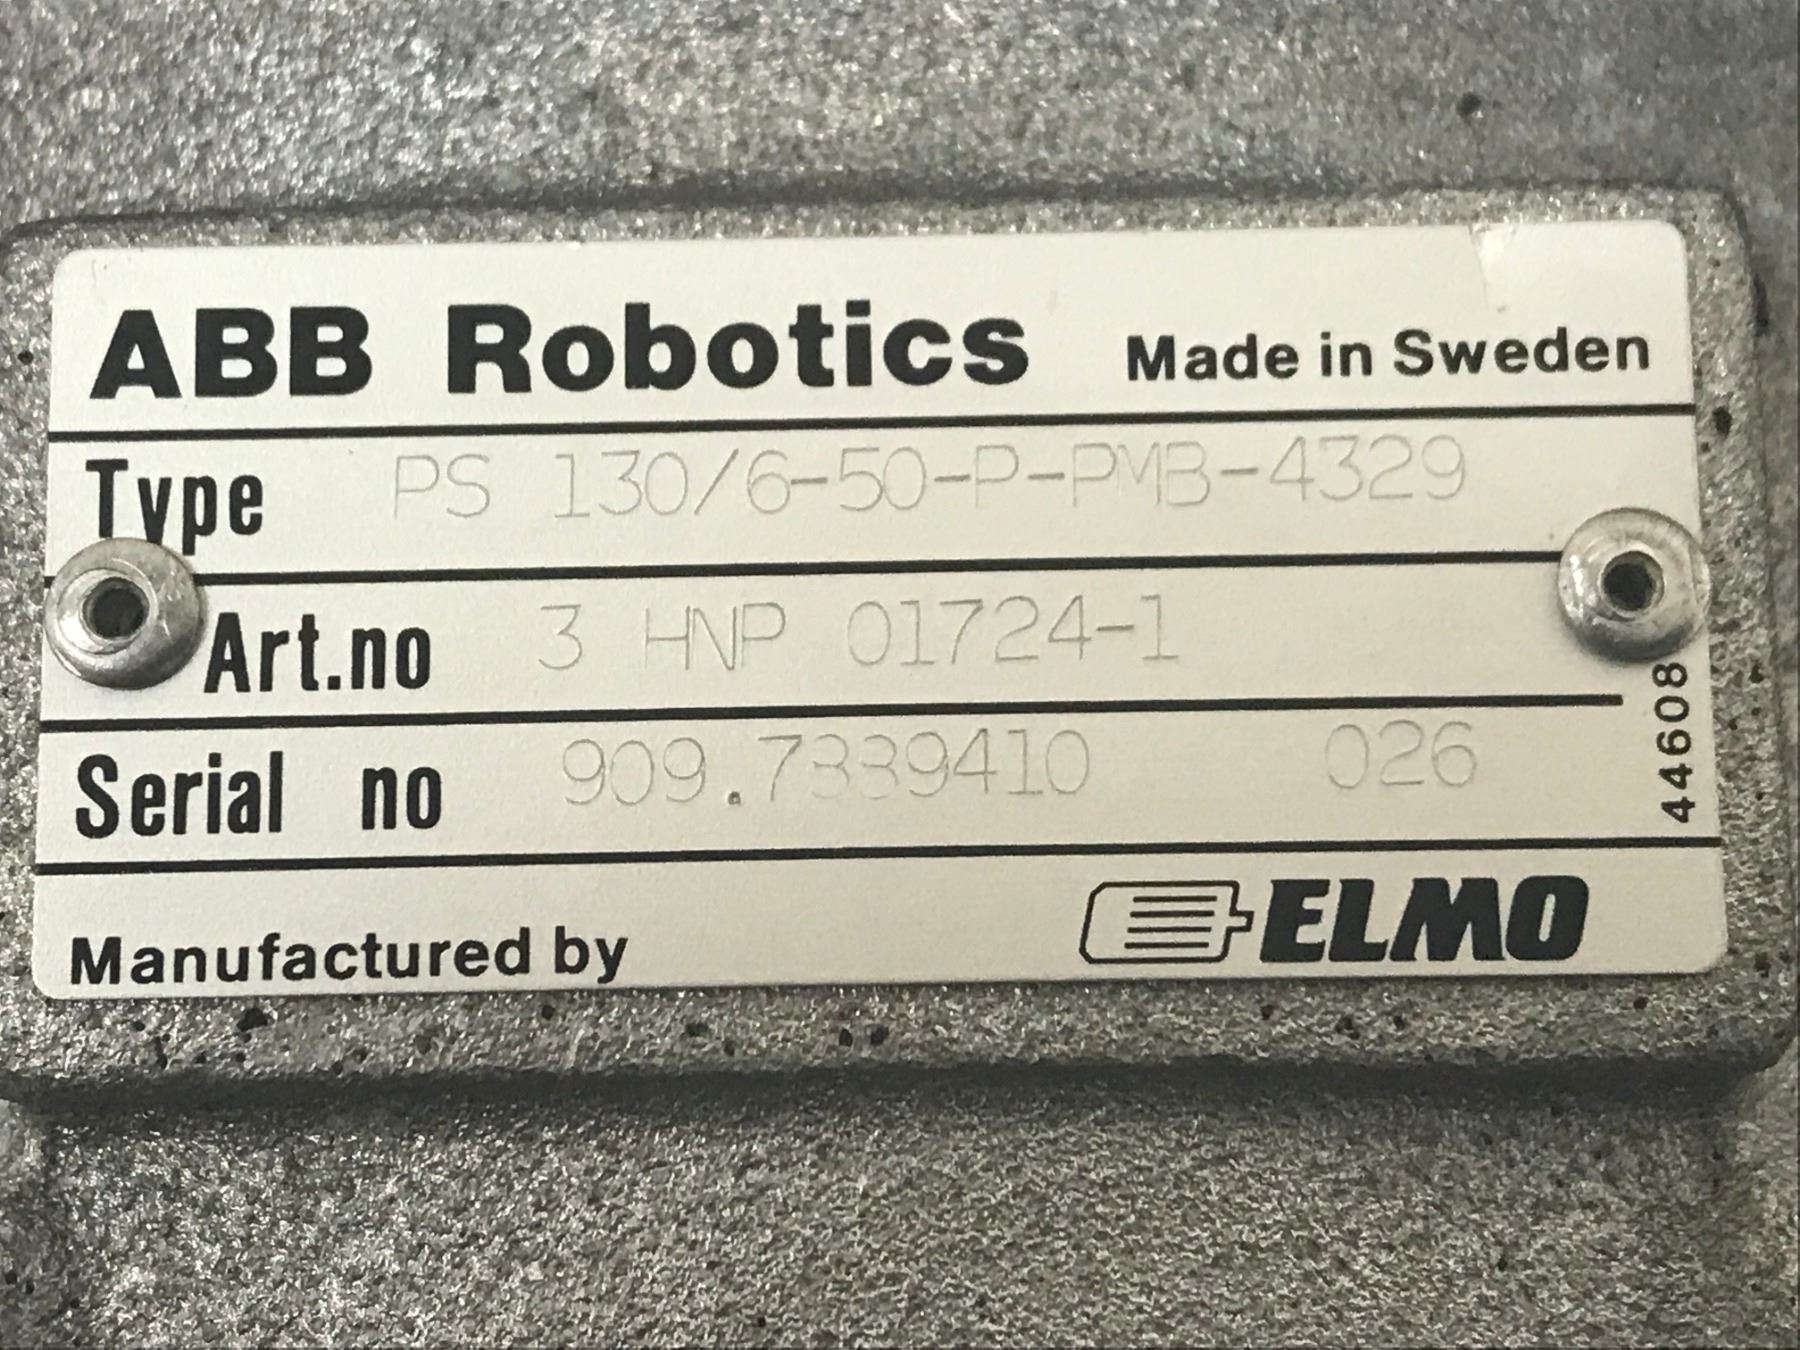 ABB Robotics Made in Sweden
Type PS 130/6-50-P-PMB-4329
Art.no 3 HNP 01724-1
Serial no 909.7339410 026
44608
Manufactured by ELMO